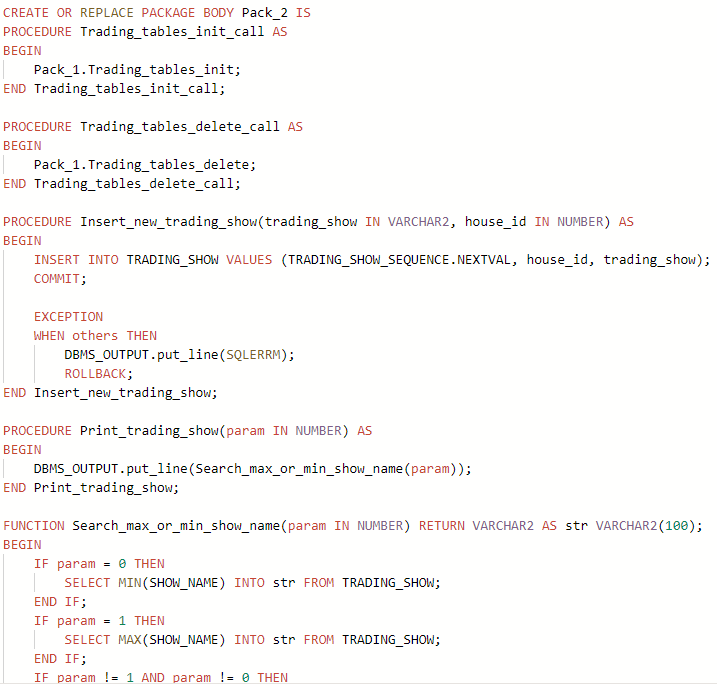 CREATE OR REPLACE PACKAGE BODY Pack_2 IS
PROCEDURE Trading_tables_init_call AS
BEGIN
    Pack_1.Trading_tables_init;
END Trading_tables_init_call;

PROCEDURE Trading_tables_delete_call AS
BEGIN
    Pack_1.Trading_tables_delete;
END Trading_tables_delete_call;

PROCEDURE Insert_new_trading_show(trading_show IN VARCHAR2, house_id IN NUMBER) AS
BEGIN
    INSERT INTO TRADING_SHOW VALUES (TRADING_SHOW_SEQUENCE.NEXTVAL, house_id, trading_show);
    COMMIT;

    EXCEPTION
    WHEN others THEN
        DBMS_OUTPUT.put_line(SQLERRM);
        ROLLBACK;
END Insert_new_trading_show;

PROCEDURE Print_trading_show(param IN NUMBER) AS
BEGIN
    DBMS_OUTPUT.put_line(Search_max_or_min_show_name(param));
END Print_trading_show;

FUNCTION Search_max_or_min_show_name(param IN NUMBER) RETURN VARCHAR2 AS str VARCHAR2(100);
BEGIN
    IF param = 0 THEN
        SELECT MIN(SHOW_NAME) INTO str FROM TRADING_SHOW;
    END IF;
    IF param = 1 THEN
        SELECT MAX(SHOW_NAME) INTO str FROM TRADING_SHOW;
    END IF;
    IF param != 1 AND param != 0 THEN